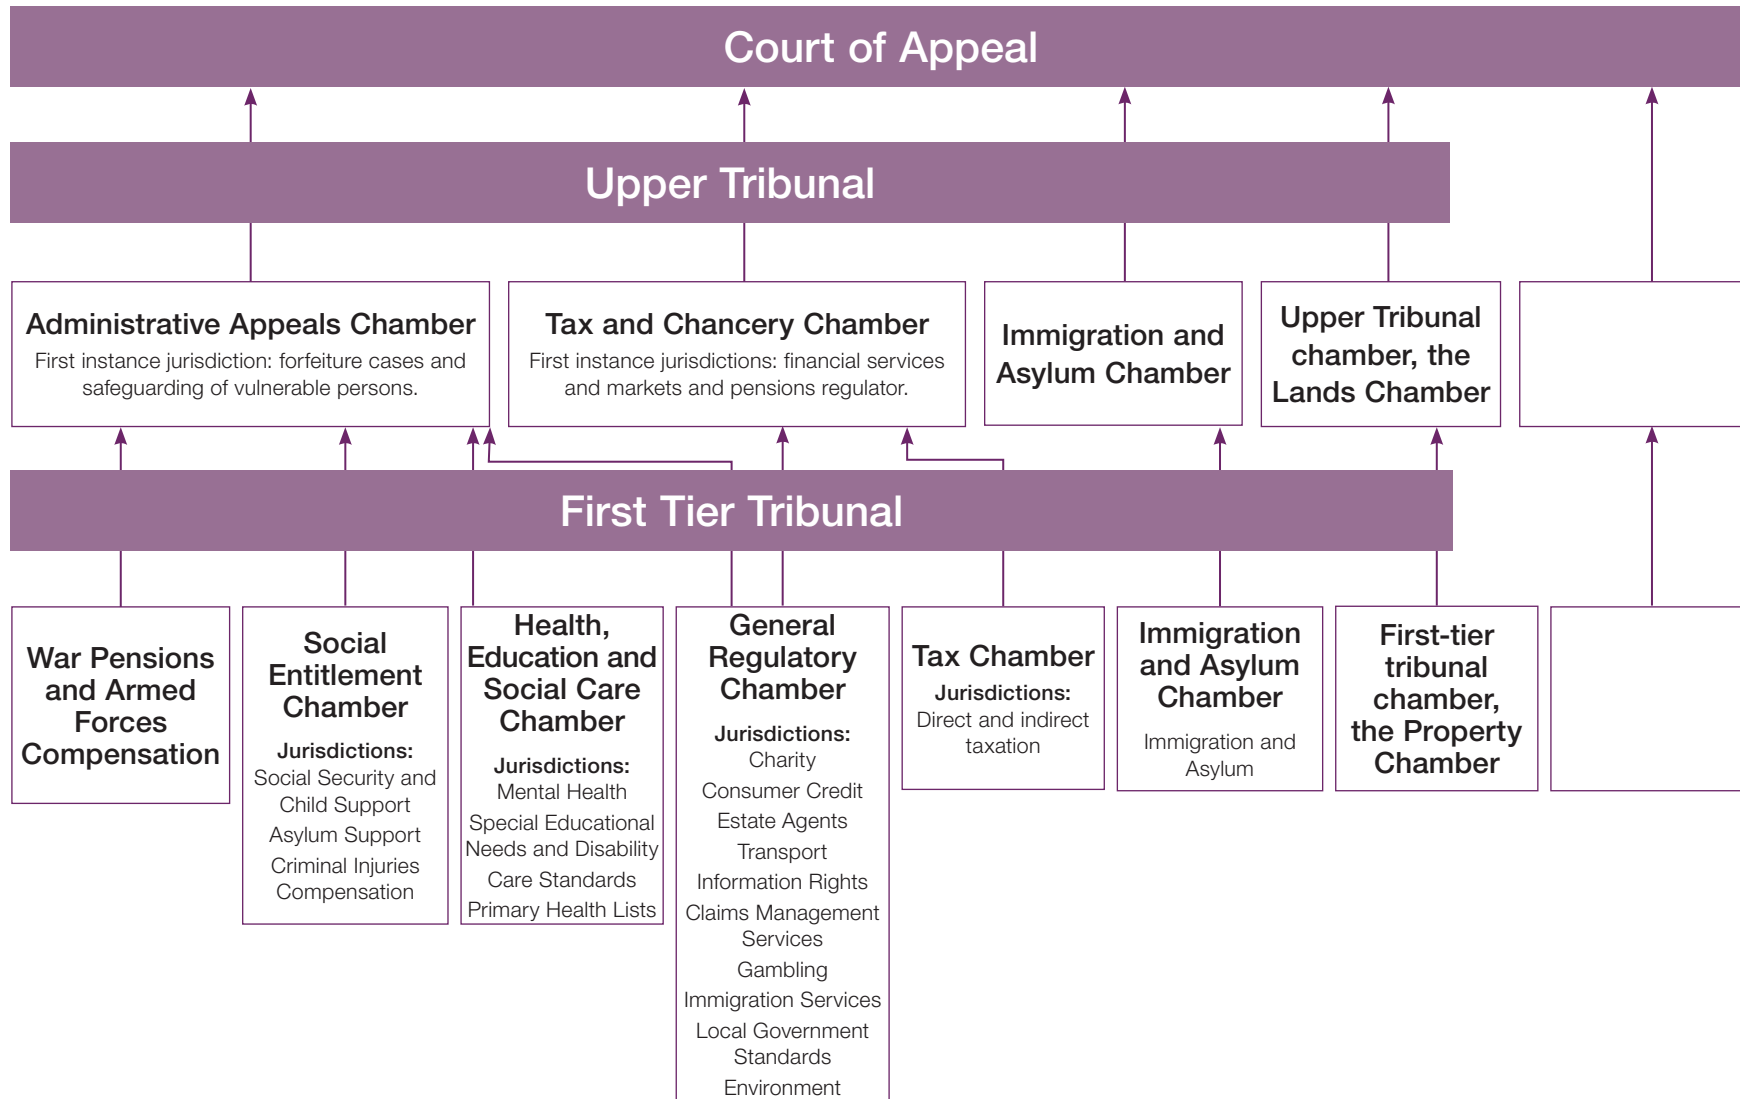 Court of Appeal
Upper Tribunal
Administrative Appeals Chamber
First instance jurisdiction: forfeiture cases and
safeguarding of vulnerable persons.
Tax and Chancery Chamber
First instance jurisdictions: financial services
and markets and pensions regulator.
Immigration and
Asylum Chamber
Upper Tribunal
chamber, the
Lands Chamber
First Tier Tribunal
War Pensions
and Armed
Forces
Compensation
Social
Entitlement
Chamber
Jurisdictions:
Social Security and
Child Support
Asylum Support
Criminal Injuries
Compensation
Health,
Education and
Social Care
Chamber
Jurisdictions:
Mental Health
Special Educational
Needs and Disability
Care Standards
Primary Health Lists
General
Regulatory
Chamber
Jurisdictions:
Charity
Consumer Credit
Estate Agents
Transport
Information Rights
Claims Management
Services
Gambling
Immigration Services
Local Government
Standards
Environment
Tax Chamber
Jurisdictions:
Direct and indirect
taxation
Immigration
and Asylum
Chamber
Immigration and
Asylum
First-tier
tribunal
chamber,
the Property
Chamber